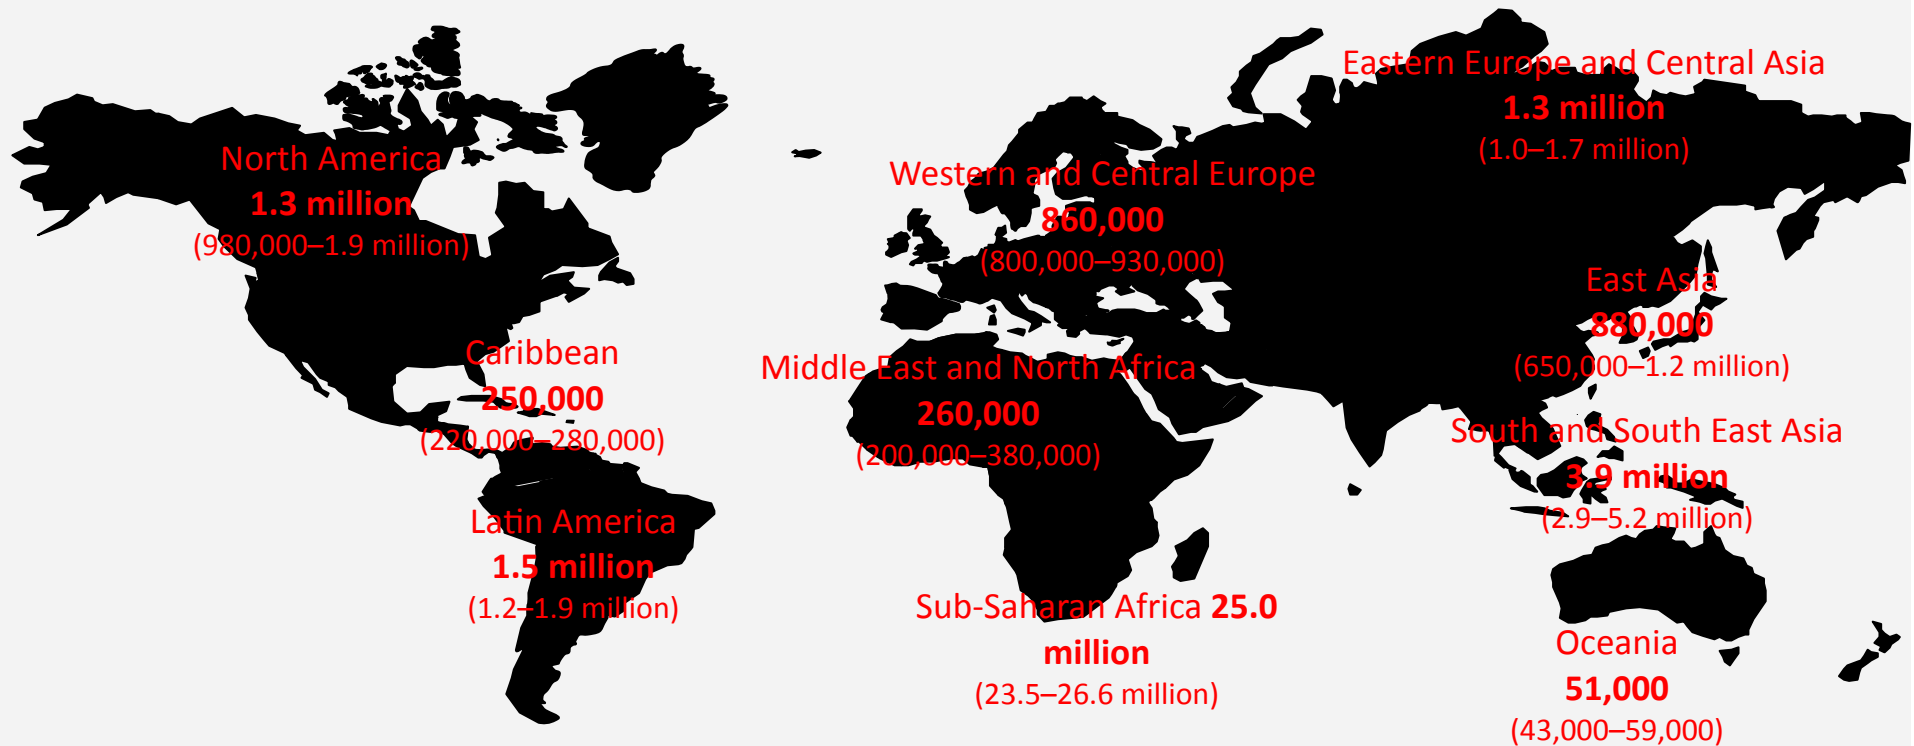 Eastern Europe and Central Asia
1.3 million
(1.0–1.7 million)
North America
1.3 million
(980,000–1.9 million)
Western and Central Europe
860,000
(800,000–930,000)
East Asia
880,000
(650,000–1.2 million)
Caribbean
250,000
(220,000–280,000)
Middle East and North Africa
260,000
(200,000–380,000)
South and South East Asia
3.9 million
(2.9–5.2 million)
Latin America
1.5 million
(1.2–1.9 million)
Sub-Saharan Africa 25.0
million
(23.5–26.6 million)
Oceania
51,000
(43,000–59,000)